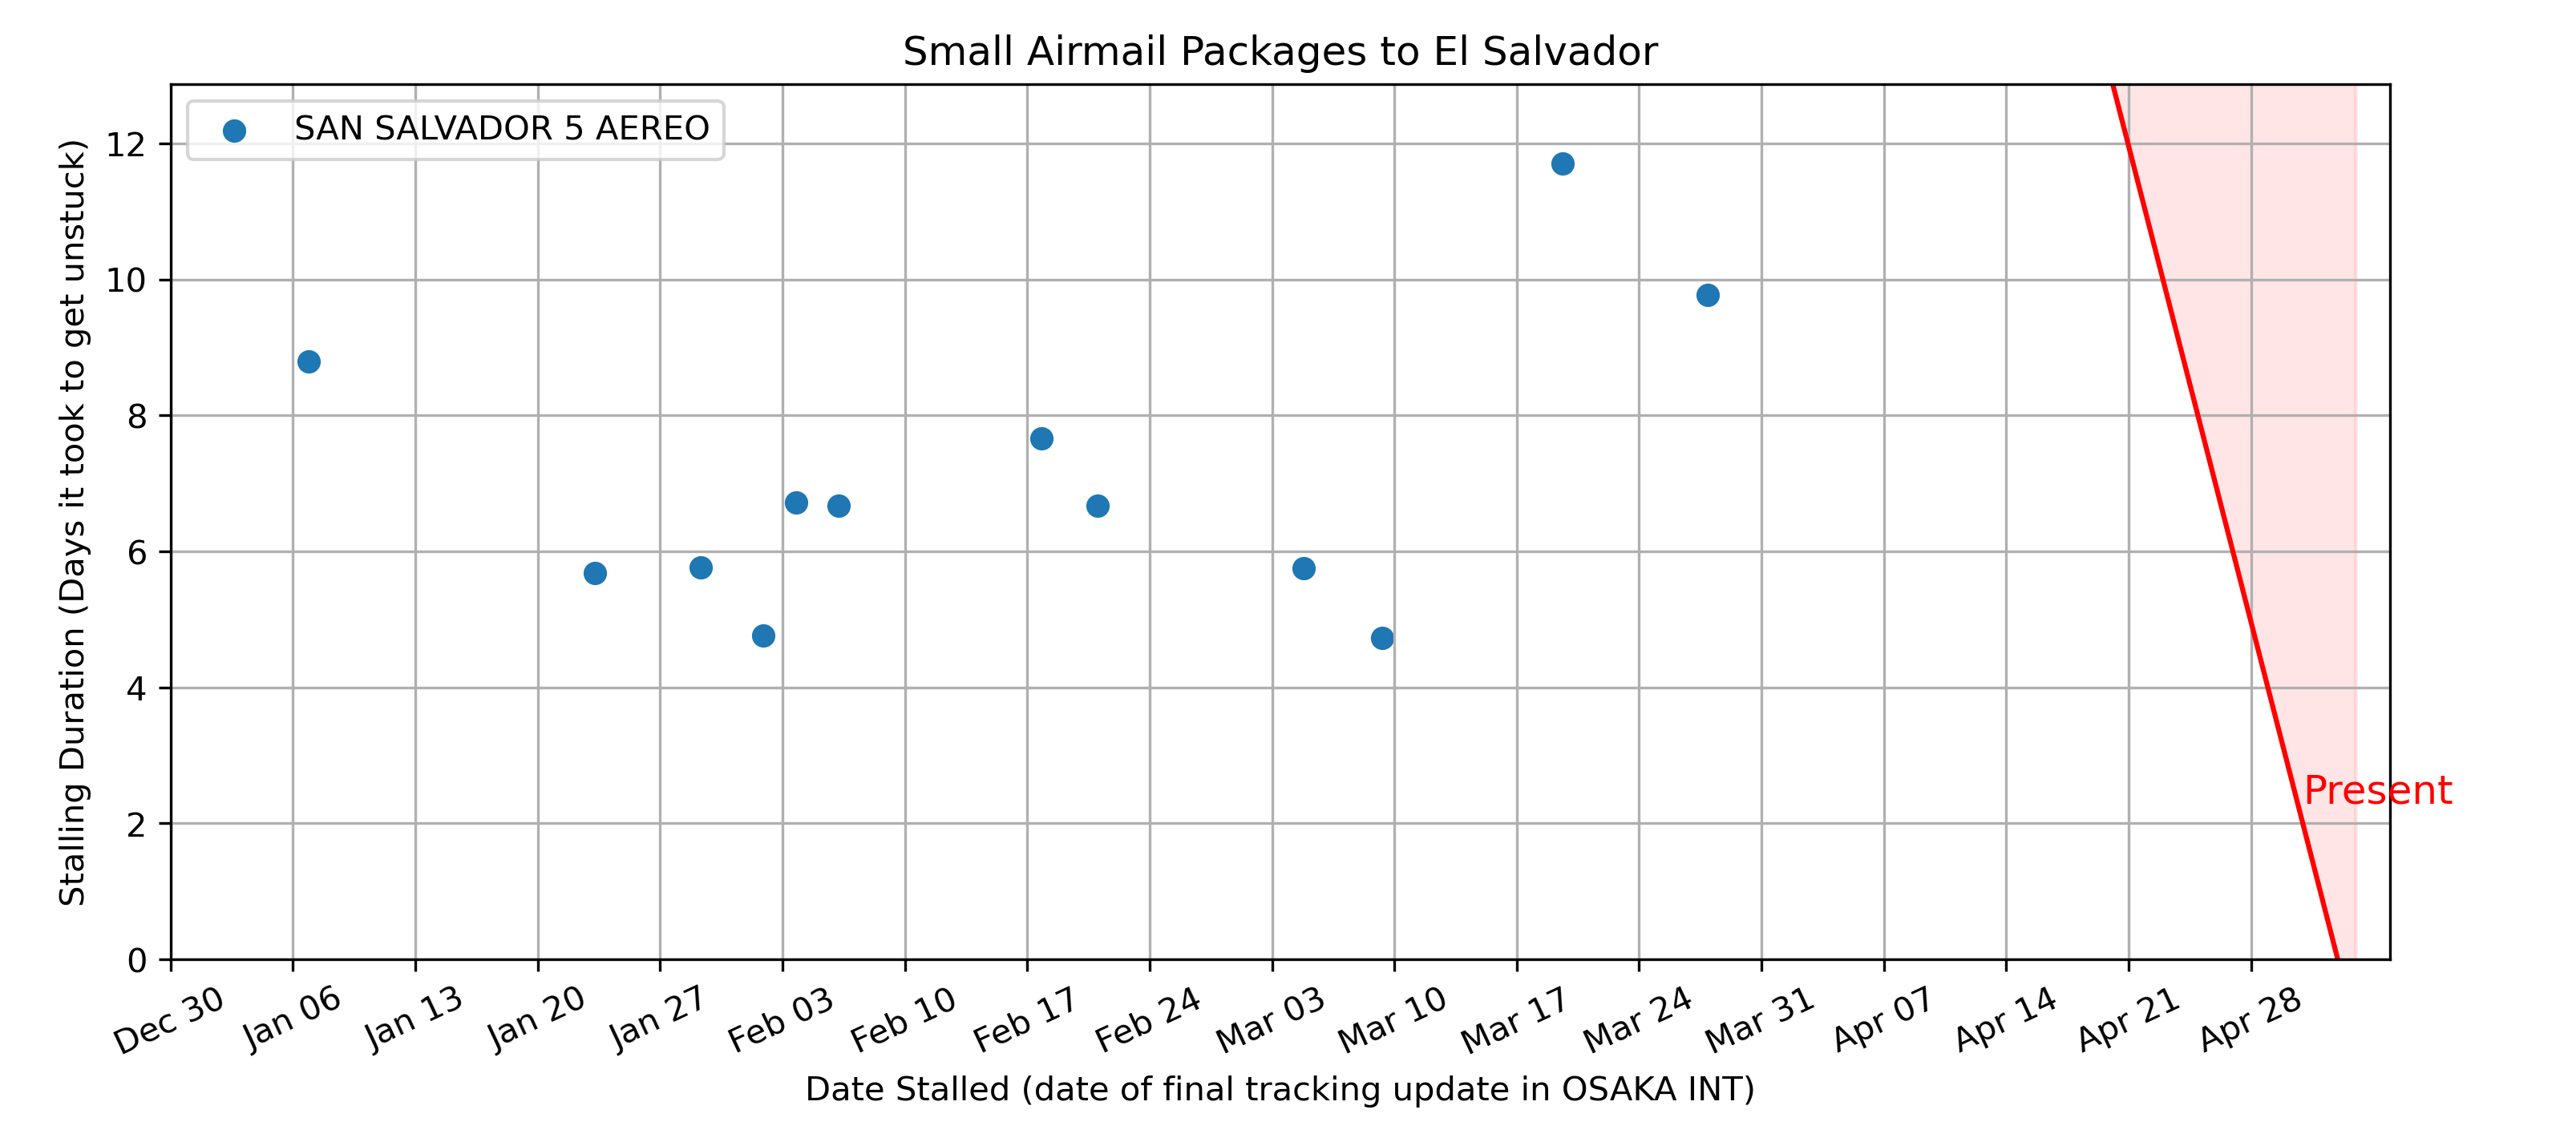 Small Airmail Packages to El Salvador
SAN SALVADOR 5 AEREO
Stalling Duration (Days it took to get unstuck)
12
10
8
6
4
2
0
Present
Dec 30
Jan 06
Jan 13
Jan 20
Jan 27
Feb 03
Feb 10
Feb 17
Feb 24
Mar 03
Mar 10
Mar 17
Mar 24
Mar 31
Apr 07
Apr 14
Apr 21
Apr 28
Date Stalled (date of final tracking update in OSAKA INT)